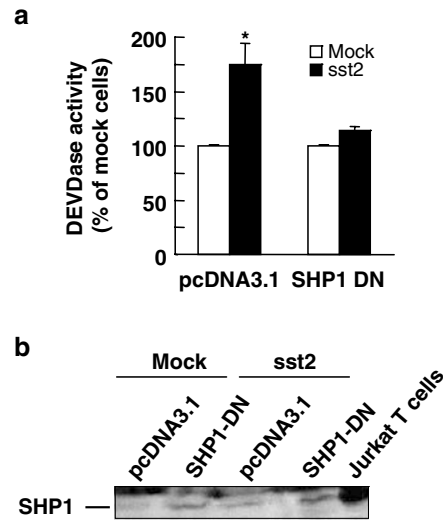 a
DEVDase activity
(% of mock cells)
200
150
100
50
0
*
Mock
sst2
pcDNA3.1 SHP1 DN
b
Mock sst2
pcDNA3.1 SHP1-DN pcDNA3.1 SHP1-DN Jurkat T cells
SHP1